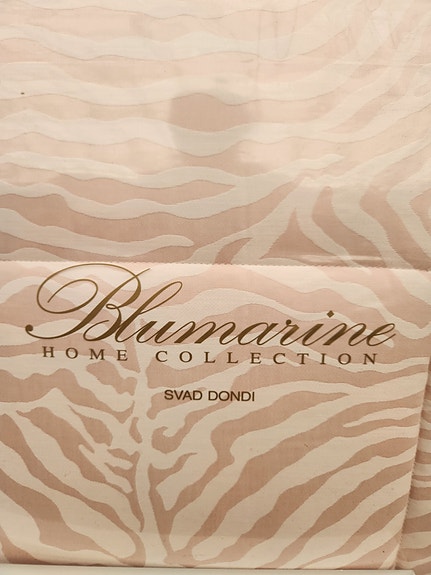 Blumarine
HOME COLLECTION
SVAD DONDI